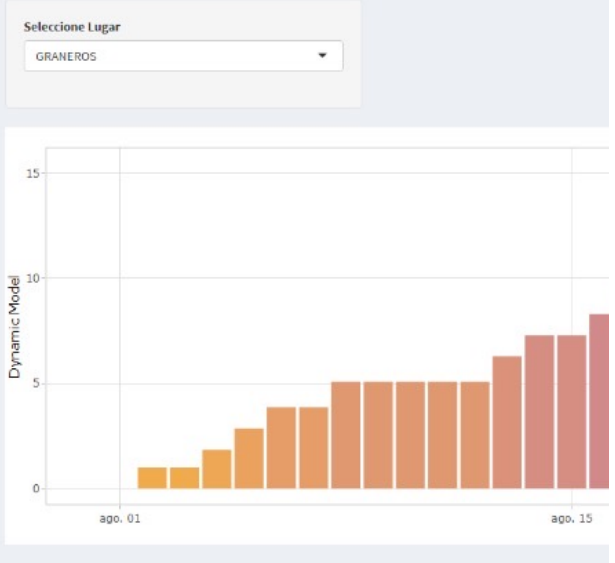 Seleccione Lugar
GRANEROS
15
10
5
0
Dynamic Model
ago. 01
ago. 15